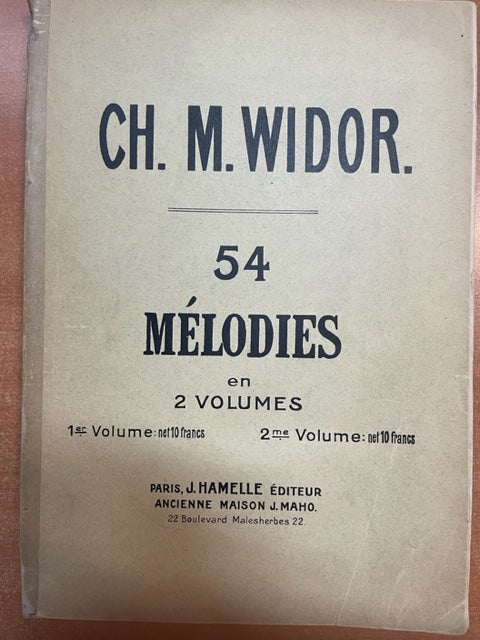 CH. M. WIDOR.
54
MÉLODIES
en
2 VOLUMES
1er Volume: net 10 francs 2me Volume: net 10 francs
PARIS, J. HAMELLE ÉDITEUR
ANCIENNE MAISON J. MAHO.
22 Boulevard Malesherbes 22.